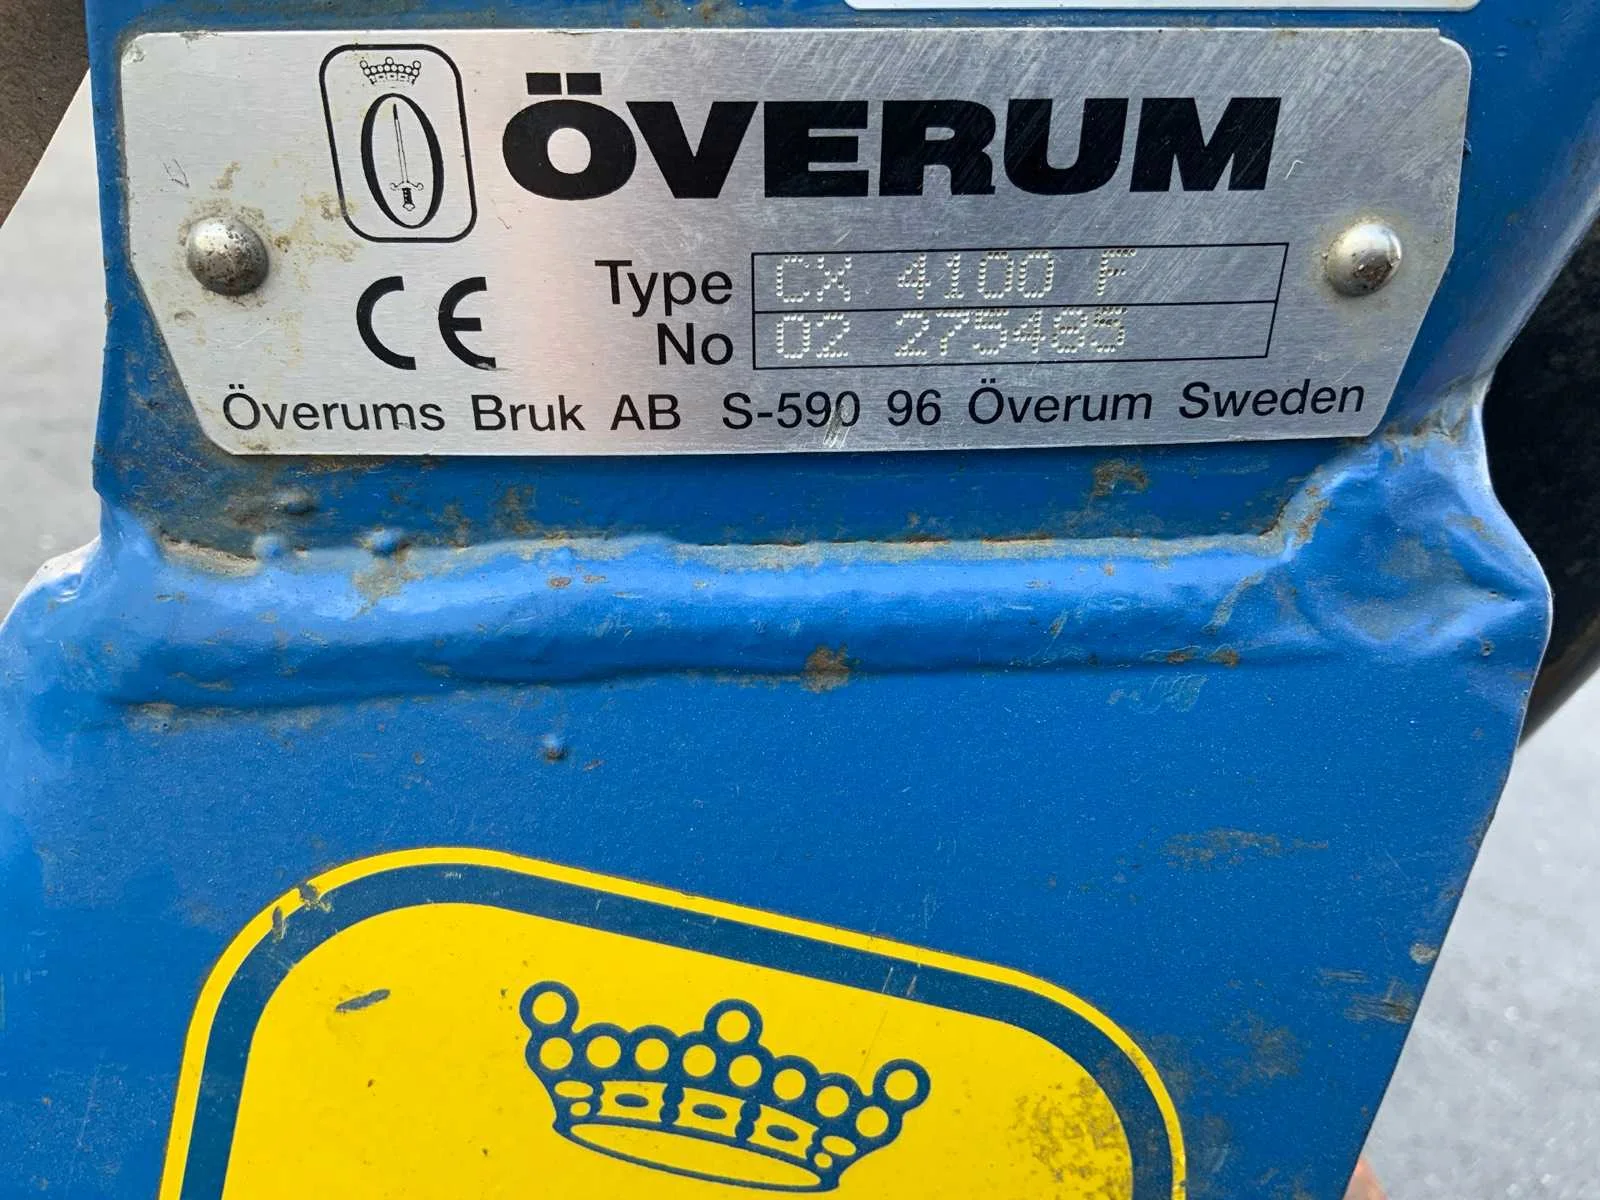 ÖVERUM
CE
Type CX 4100 F
No 02 275485
Överums Bruk AB S-590 96 Överum Sweden